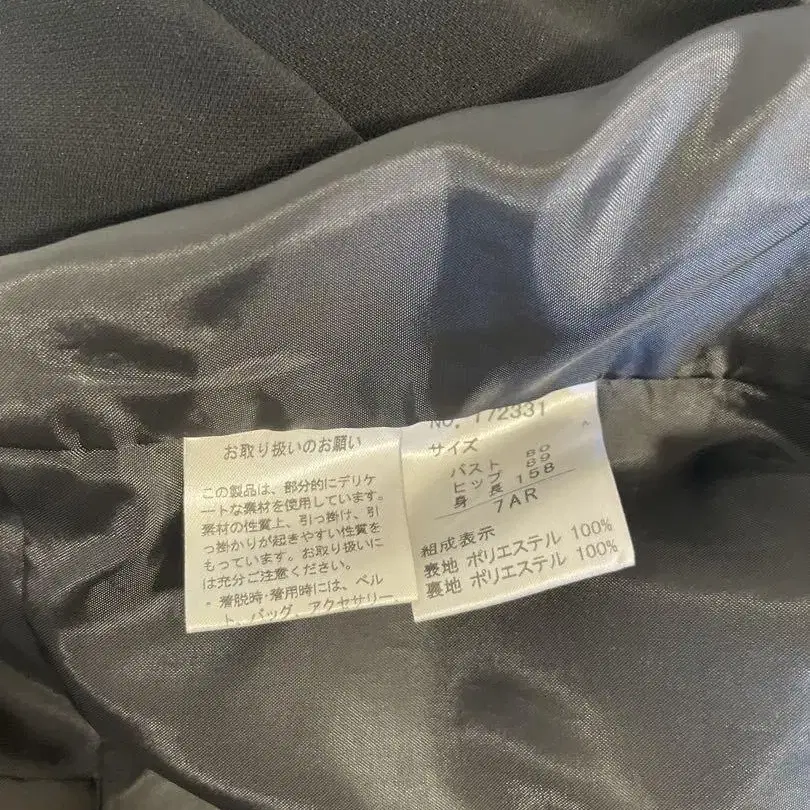 お取り扱いのお願い
この製品は、部分的にデリケ
ートな素材を使用しています。
素材の性質上、引っ掛け、引
っ掛かりが起きやすい性質を
もっています。お取り扱いに
は充分ご注意ください。
・着脱時・着用時には、ベル
ト、バッグ、アクセサリー
NO. 172331
サイズ
バスト 80
ヒップ 89
身長 158
7AR
組成表示
裏地 ポリエステル 100%
裏地 ポリエステル 100%